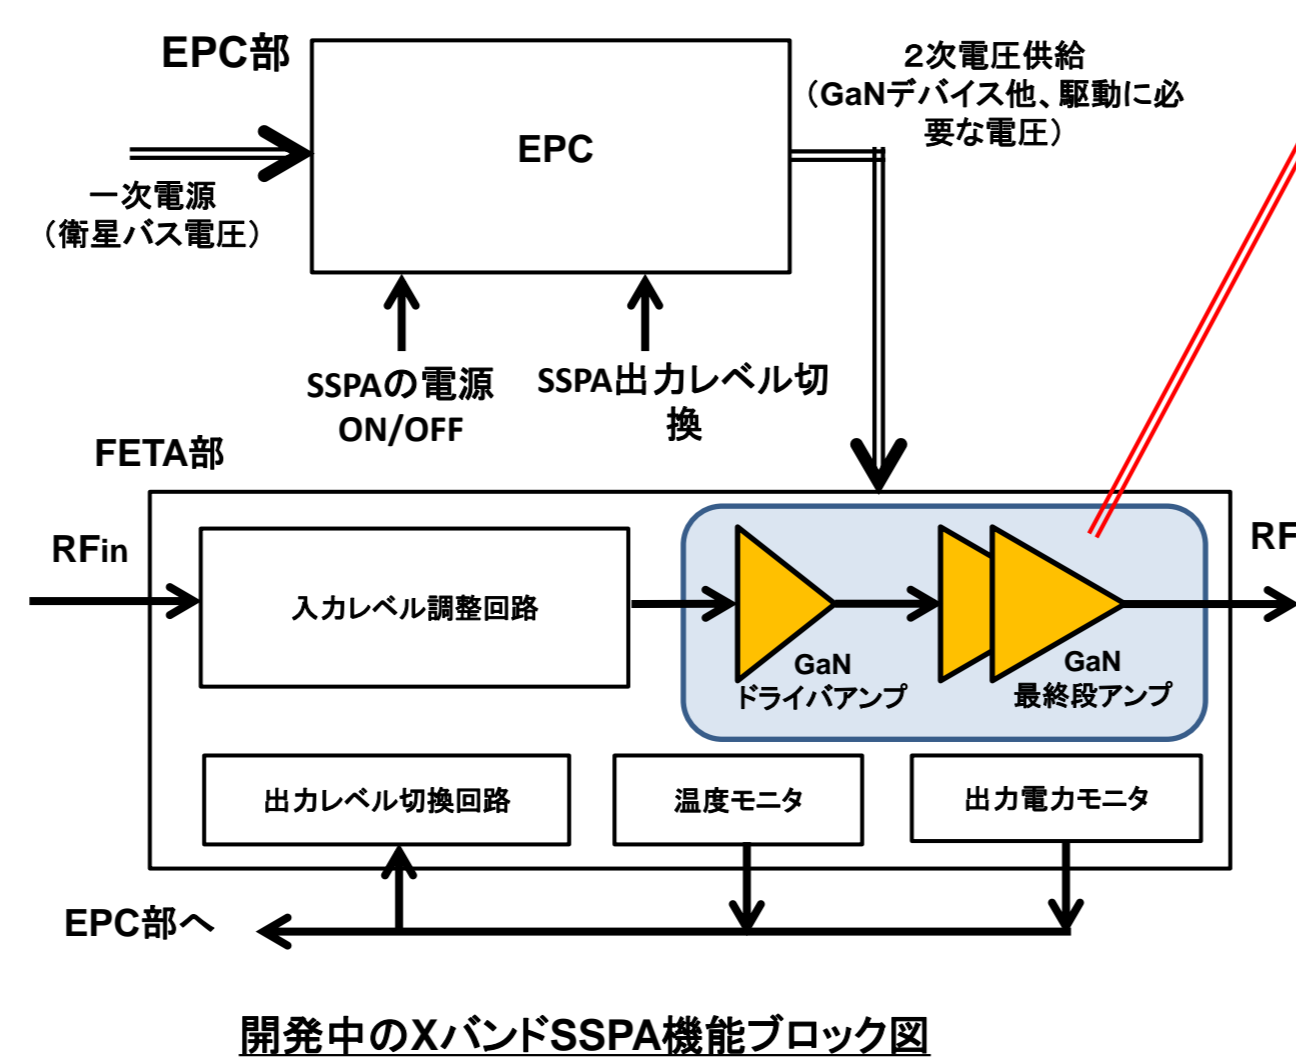 EPC部
EPC
2次電圧供給
（GaNデバイス他、駆動に必
要な電圧）
一次電源
（衛星バス電圧）
SSPAの電源
ON/OFF
SSPA出力レベル切
換
FETA部
RFin
入力レベル調整回路
GaN
ドライバアンプ
GaN
最終段アンプ
RF
出力レベル切換回路
温度モニタ
出力電力モニタ
EPC部へ
開発中のXバンドSSPA機能ブロック図